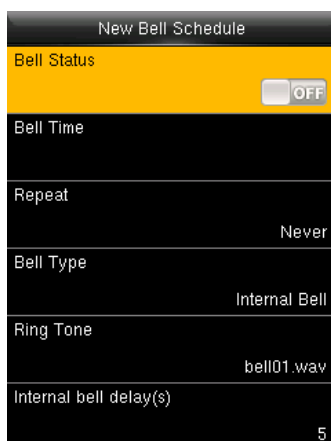 New Bell Schedule
Bell Status
OFF
Bell Time
Repeat
Never
Bell Type
Internal Bell
Ring Tone
bell01.wav
Internal bell delay(s)
5